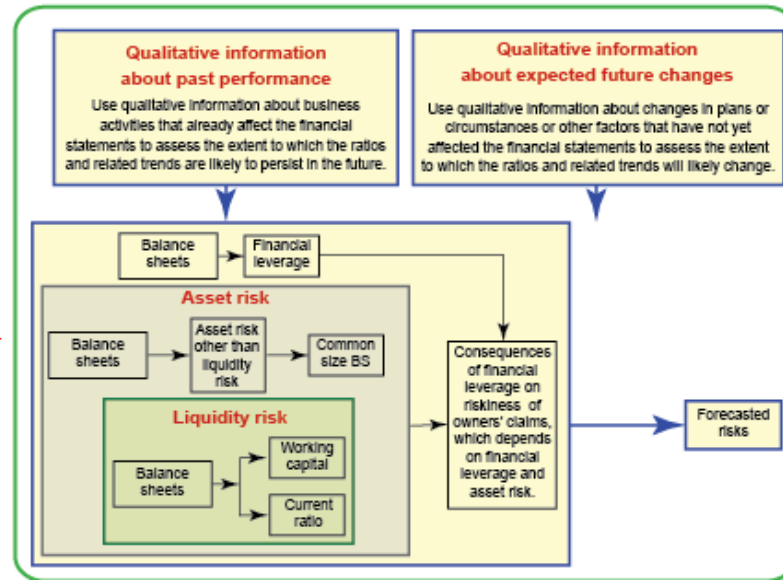 Qualitative information
about past performance
Use qualitative information about business
activities that already affect the financial
statements to assess the extent to which the ratios
and related trends are likely to persist in the future.
Qualitative information
about expected future changes
Use qualitative information about changes in plans or
circumstances or other factors that have not yet
affected the financial statements to assess the extent
to which the ratios and related trends will likely change.
Balance
sheets
Financial
leverage
Asset risk
Balance
sheets
Asset risk
other than
liquidity
risk
Common
size BS
Liquidity risk
Balance
sheets
Working
capital
Current
ratio
Consequences
of financial
leverage on
riskiness of
owners' claims,
which depends
on financial
leverage and
asset risk.
Forecasted
risks